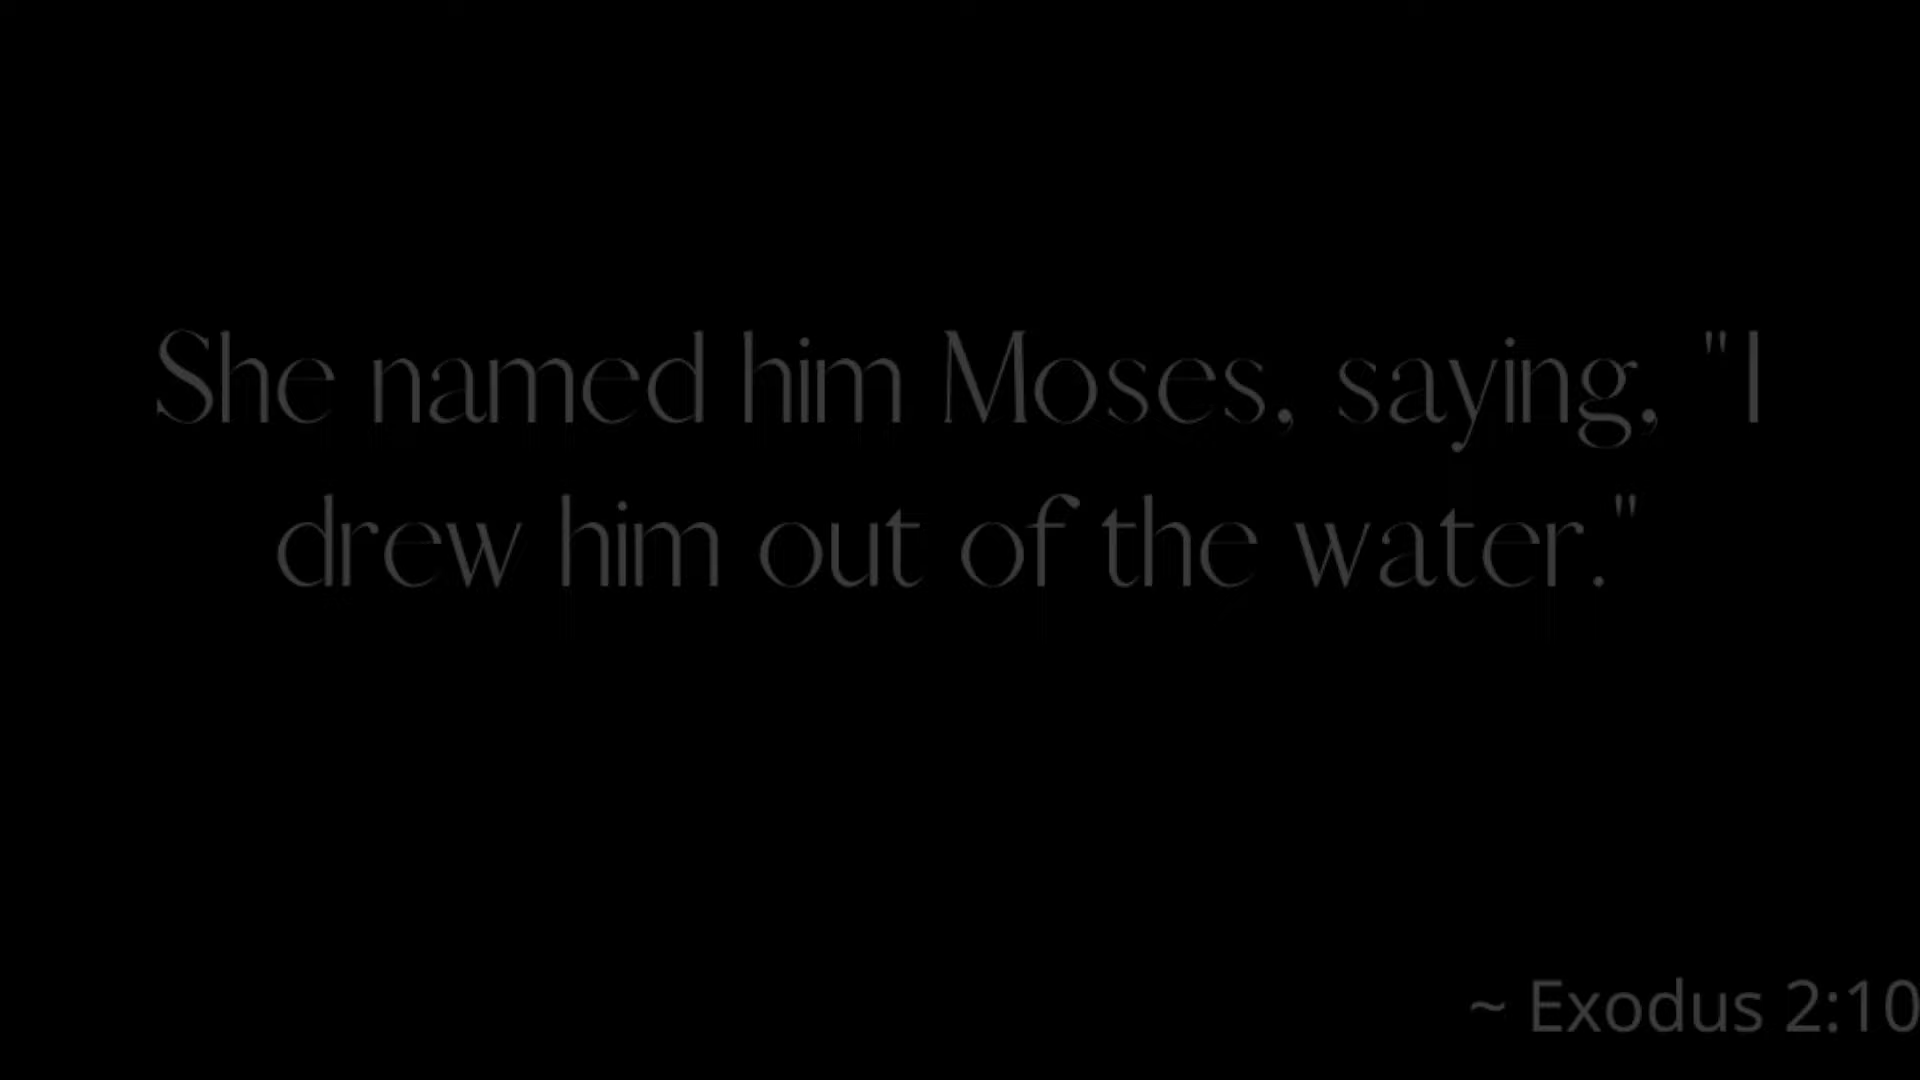 She named him Moses, saying, "I
drew him out of the water."
~ Exodus 2:10